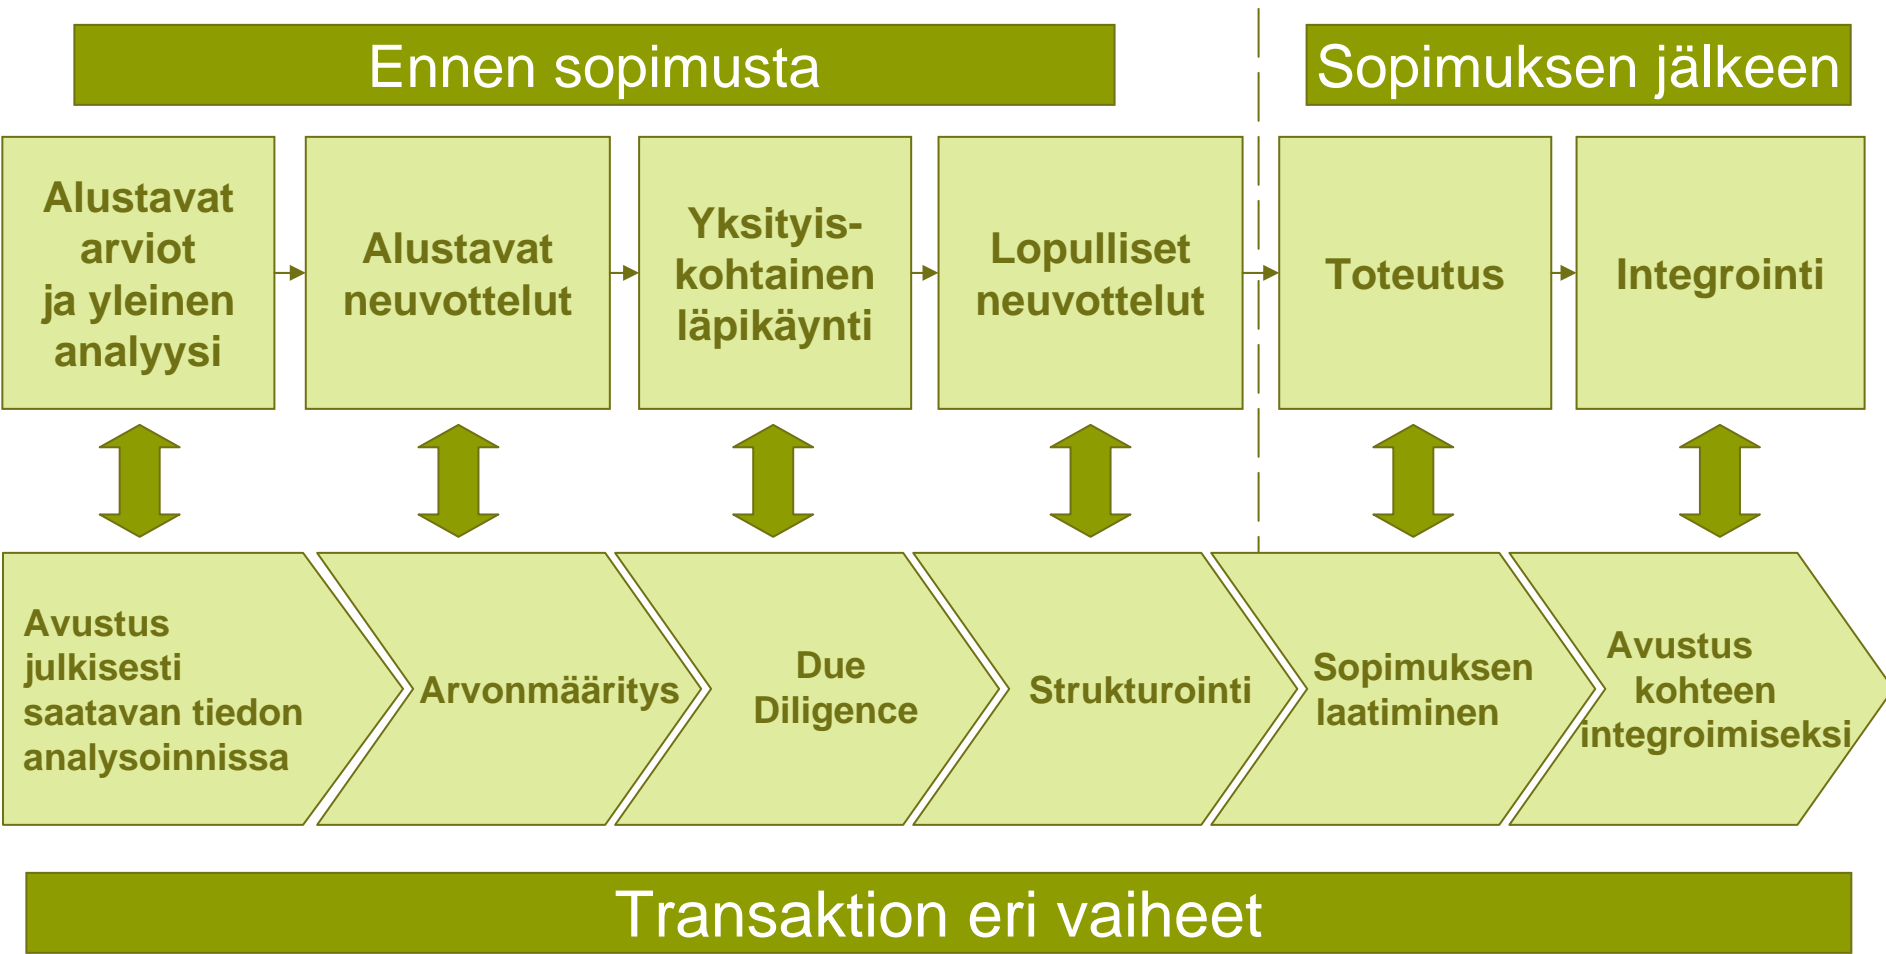 Ennen sopimusta
Sopimuksen jälkeen
Alustavat
arviot
ja yleinen
analyysi
Alustavat
neuvottelut
Yksityis-
kohtainen
läpikäynti
Lopulliset
neuvottelut
Toteutus
Integrointi
Avustus
julkisesti
saatavan tiedon
analysoinnissa
Arvonmääritys
Due
Diligence
Strukturointi
Sopimuksen
laatiminen
Avustus
kohteen
integroimiseksi
Transaktion eri vaiheet